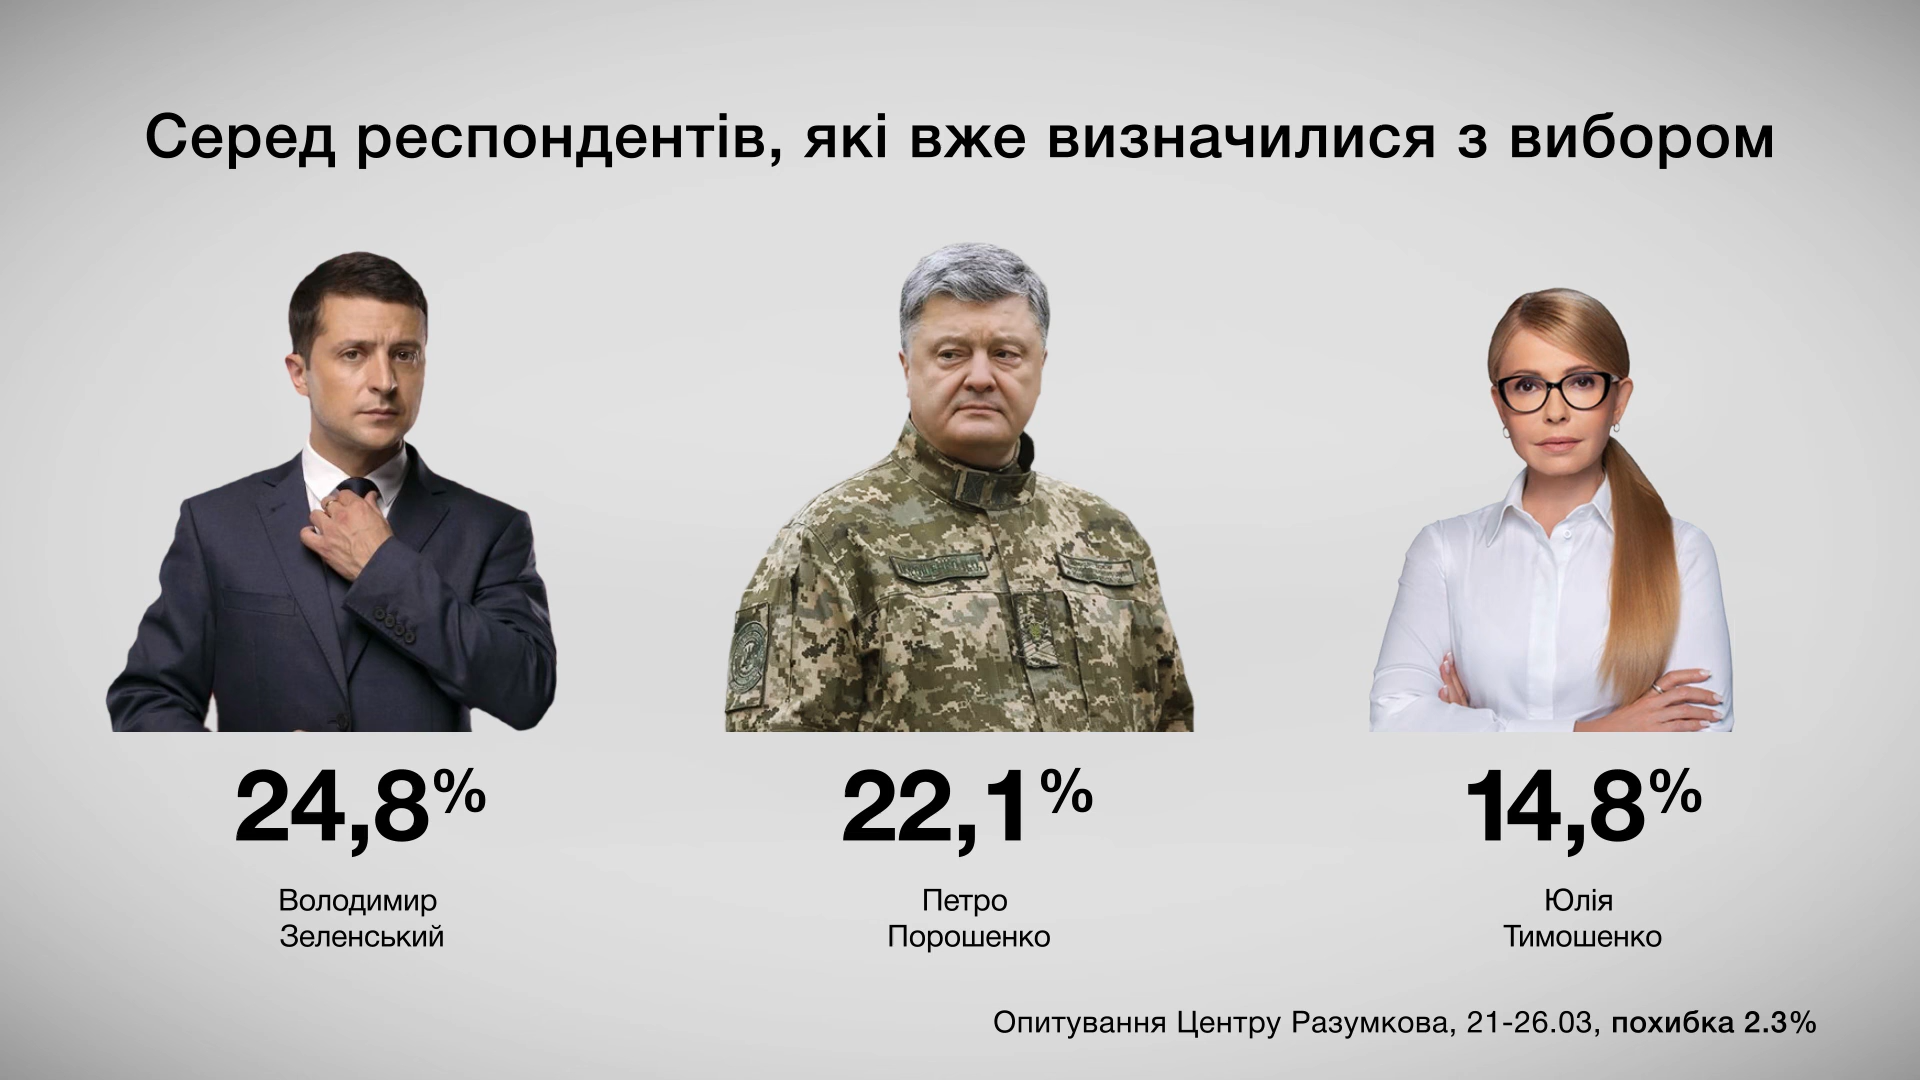 Серед респондентів, які вже визначилися з вибором
24,8%
22,1%
14,8%
Володимир
Зеленський
Петро
Порошенко
Юлія
Тимошенко
Опитування Центру Разумкова, 21-26.03, похибка 2.3%